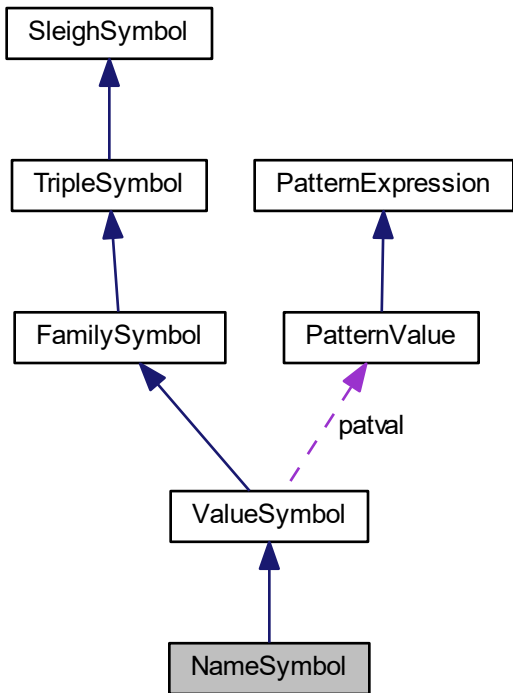 SleighSymbol
TripleSymbol
PatternExpression
FamilySymbol
PatternValue
patval
ValueSymbol
NameSymbol